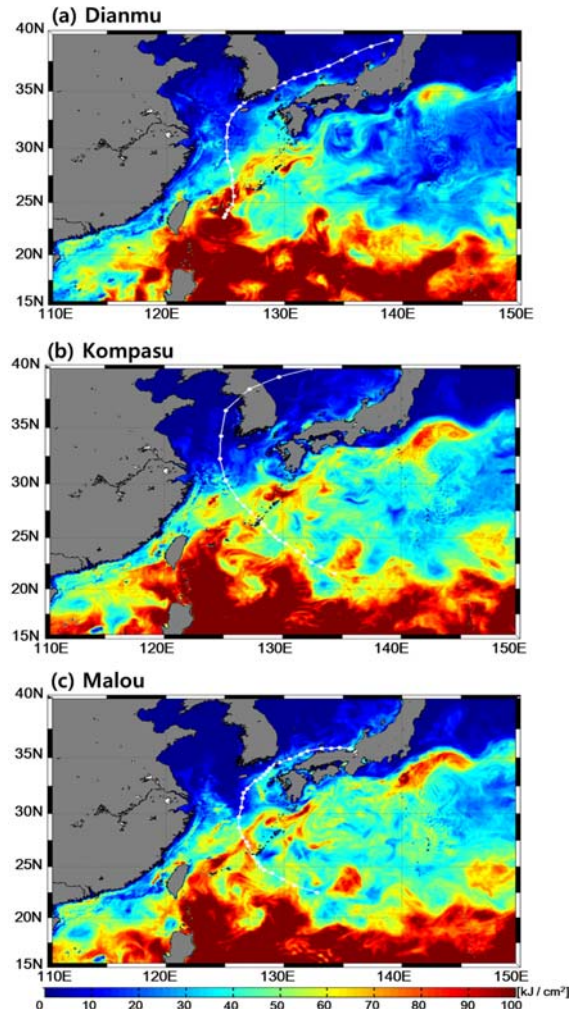 (a) Dianmu
40N
35N
30N
25N
20N
15N
110E 120E 130E 140E 150E
(b) Kompasu
40N
35N
30N
25N
20N
15N
110E 120E 130E 140E 150E
(c) Malou
40N
35N
30N
25N
20N
15N
110E 120E 130E 140E 150E
0 10 20 30 40 50 60 70 80 90 100 [kJ / cm²]